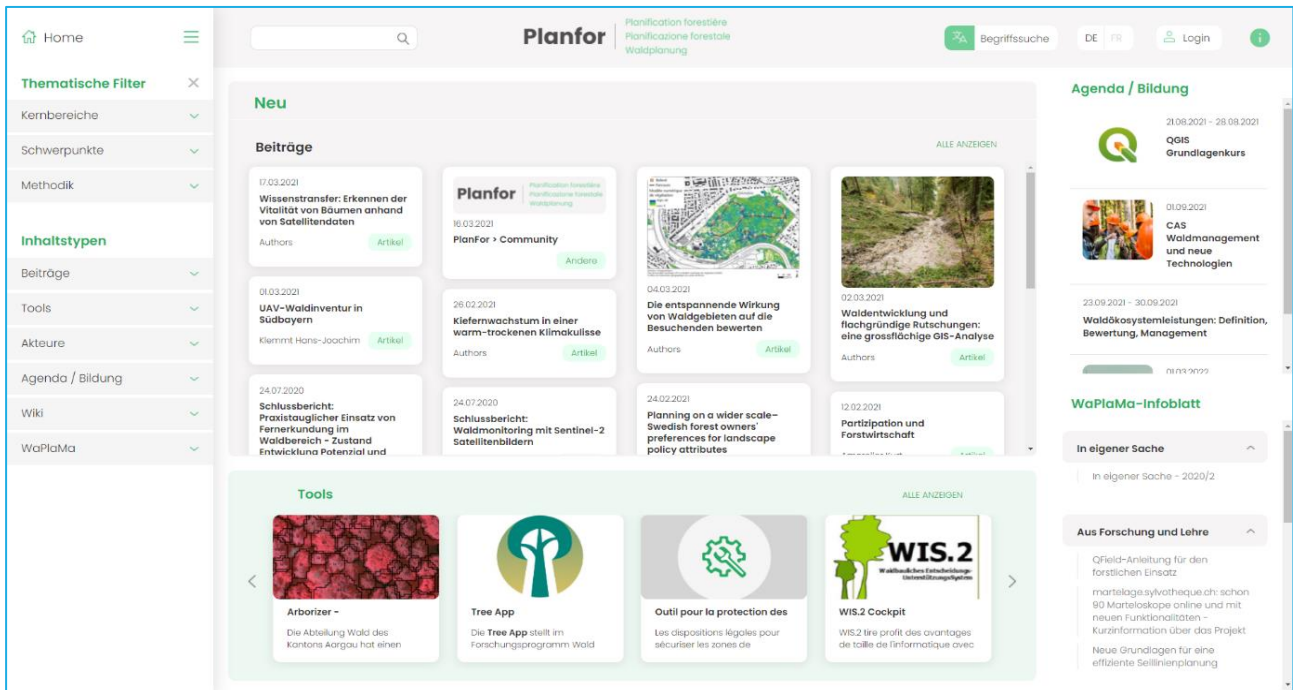 Home
Planfor
Planification forestière
Pianificazione forestale
Waldplanung
Begriffssuche
DE FR
Login
Thematische Filter
Kernbereiche
Schwerpunkte
Methodik
Inhaltstypen
Beiträge
Tools
Akteure
Agenda / Bildung
Wiki
WaPlaMa
Neu
Beiträge
ALLE ANZEIGEN
17.03.2021
Wissenstransfer: Erkennen der
Vitalität von Bäumen anhand
von Satellitendaten
Authors
Artikel
01.03.2021
UAV-Waldinventur in
Südbayern
Klemmt Hans-Joachim
Artikel
24.07.2020
Schlussbericht:
Praxistauglicher Einsatz von
Fernerkundung im
Waldbereich - Zustand
Entwicklung Potenzial und
Planfor
Planification forestière
Pianificazione forestale
Waldplanung
16.03.2021
PlanFor > Community
Andere
26.02.2021
Kiefernwachstum in einer
warm-trockenen Klimakulisse
Authors
Artikel
24.07.2020
Schlussbericht:
Waldmonitoring mit Sentinel-2
Satellitenbildern
04.03.2021
Die entspannende Wirkung
von Waldgebieten auf die
Besuchenden bewerten
Authors
Artikel
24.02.2021
Planning on a wider scale–
Swedish forest owners'
preferences for landscape
policy attributes
02.03.2021
Waldentwicklung und
flachgründige Rutschungen:
eine grossflächige GIS-Analyse
Authors
Artikel
12.02.2021
Partizipation und
Forstwirtschaft
Artikel
Tools
ALLE ANZEIGEN
Arborizer -
Die Abteilung Wald des
Kantons Aargau hat einen
Tree App
Die Tree App stellt im
Forschungsprogramm Wald
Outil pour la protection des
Les dispositions légales pour
sécuriser les zones de
WIS.2
Waldbauliches Entscheidungs-
UnterstützungsSystem
WIS.2 Cockpit
WIS.2 tire profit des avantages
de taille de l'informatique avec
Agenda / Bildung
21.08.2021 - 28.08.2021
QGIS
Grundlagenkurs
01.09.2021
CAS
Waldmanagement
und neue
Technologien
23.09.2021 - 30.09.2021
Waldökosystemleistungen: Definition,
Bewertung, Management
01.03.2022
WaPlaMa-Infoblatt
In eigener Sache
In eigener Sache - 2020/2
Aus Forschung und Lehre
QField-Anleitung für den
forstlichen Einsatz
martelage.sylvotheque.ch: schon
90 Marteloskope online und mit
neuen Funktionalitäten -
Kurzinformation über das Projekt
Neue Grundlagen für eine
effiziente Seillinienplanung